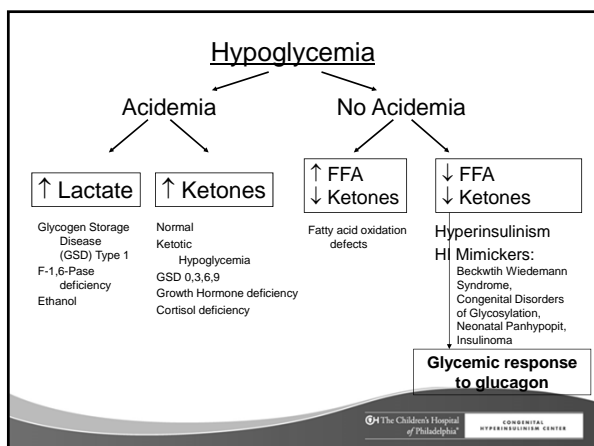 Hypoglycemia
Acidemia
No Acidemia
↑ Lactate
↑ Ketones
↑ FFA
↓ Ketones
↓ FFA
↓ Ketones
Glycogen Storage
Disease
(GSD) Type 1
F-1,6-Pase
deficiency
Ethanol
Normal
Ketotic
Hypoglycemia
GSD 0,3,6,9
Growth Hormone deficiency
Cortisol deficiency
Fatty acid oxidation
defects
Hyperinsulinism
HI Mimickers:
Beckwtih Wiedemann
Syndrome,
Congenital Disorders
of Glycosylation,
Neonatal Panhypopit,
Insulinoma
Glycemic response
to glucagon
CH The Children's Hospital
of Philadelphia®
CONGENITAL
HYPERINSULINISM CENTER